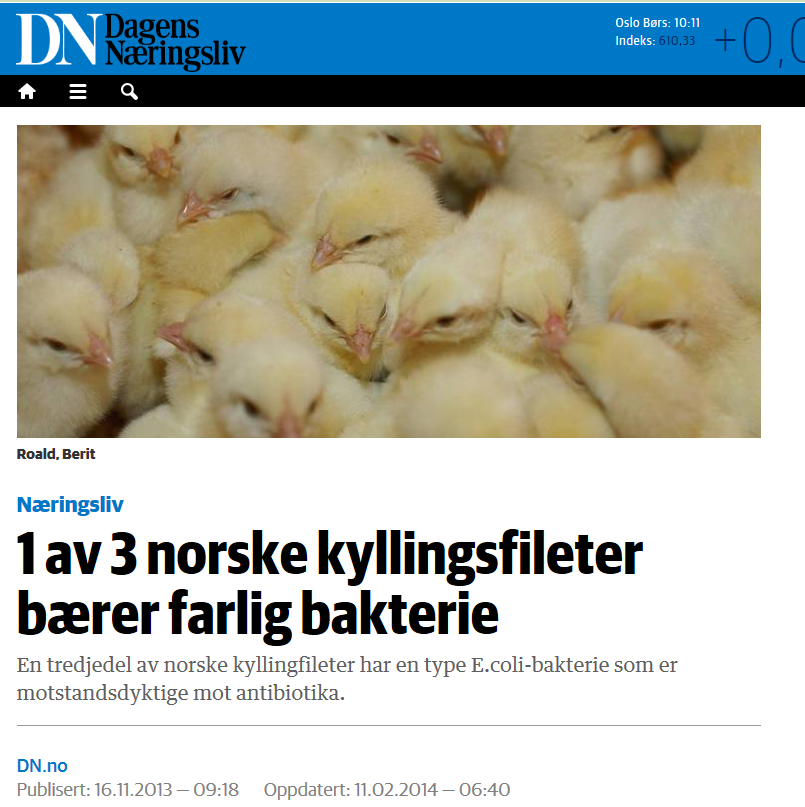 DN Dagens
Næringsliv
Oslo Børs: 10:11
Indeks: 610,33
+0,0
Roald, Berit
Næringsliv
1 av 3 norske kyllingsfileter
bærer farlig bakterie
En tredjedel av norske kyllingfileter har en type E.coli-bakterie som er
motstandsdyktige mot antibiotika.
DN.no
Publisert: 16.11.2013 — 09:18 Oppdatert: 11.02.2014 — 06:40